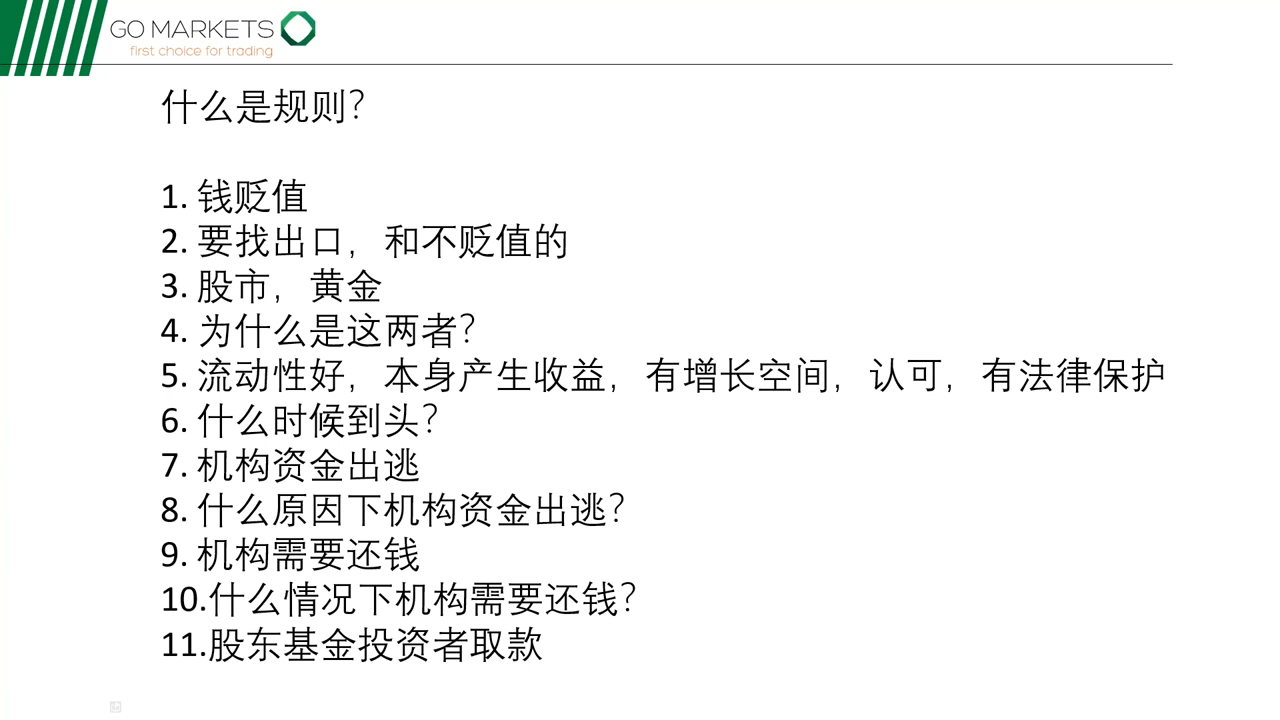 GO MARKETS
first choice for trading
什么是规则？
1. 钱贬值
2. 要找出口，和不贬值的
3. 股市，黄金
4. 为什么是这两者？
5. 流动性好，本身产生收益，有增长空间，认可，有法律保护
6. 什么时候到头？
7. 机构资金出逃
8. 什么原因下机构资金出逃？
9. 机构需要还钱
10.什么情况下机构需要还钱？
11.股东基金投资者取款